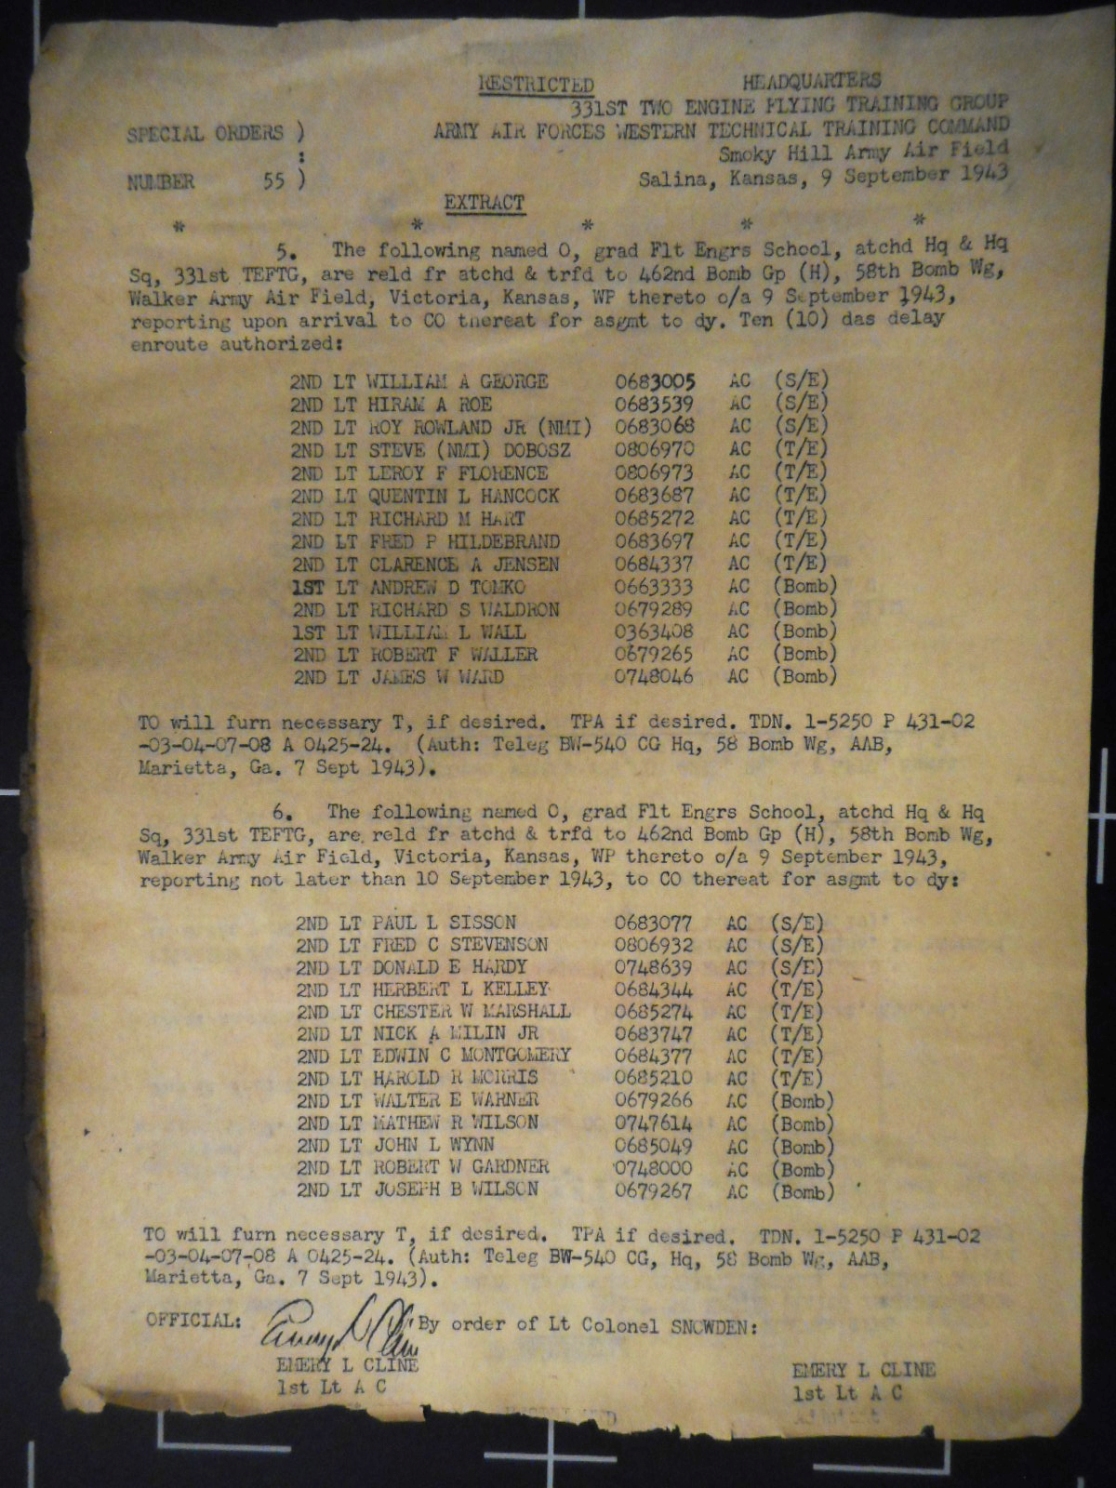 RESTRICTED HEADQUARTERS
331ST TWO ENGINE FLYING TRAINING GROUP
SPECIAL ORDERS ) ARMY AIR FORCES WESTERN TECHNICAL TRAINING COMMAND
: Smoky Hill Army Air Field
NUMBER 55 ) Salina, Kansas, 9 September 1943
EXTRACT
* * * * *
5. The following named O, grad Flt Engrs School, atchd Hq & Hq
Sq, 331st TEFTG, are reld fr atchd & trfd to 462nd Bomb Gp (H), 58th Bomb Wg,
Walker Army Air Field, Victoria, Kansas, WP thereto o/a 9 September 1943,
reporting upon arrival to CO thereat for asgmt to dy. Ten (10) das delay
enroute authorized:
2ND LT WILLIAM A GEORGE 0683005 AC (S/E)
2ND LT HIRAM A ROE 0683539 AC (S/E)
2ND LT ROY ROWLAND JR (NMI) 0683068 AC (S/E)
2ND LT STEVE (NMI) DOBOSZ 0806970 AC (T/E)
2ND LT LEROY F FLORENCE 0806973 AC (T/E)
2ND LT QUENTIN L HANCOCK 0683687 AC (T/E)
2ND LT RICHARD M HART 0685272 AC (T/E)
2ND LT FRED P HILDEBRAND 0683697 AC (T/E)
2ND LT CLARENCE A JENSEN 0684337 AC (T/E)
1ST LT ANDREW D TOMKO 0663333 AC (Bomb)
2ND LT RICHARD S WALDRON 0679289 AC (Bomb)
1ST LT WILLIAM L WALL 0363408 AC (Bomb)
2ND LT ROBERT F WALLER 0679265 AC (Bomb)
2ND LT JAMES W WARD 0748046 AC (Bomb)
TO will furn necessary T, if desired. TPA if desired. TDN. 1-5250 P 431-02
-03-04-07-08 A 0425-24. (Auth: Teleg BW-540 CG Hq, 58 Bomb Wg, AAB,
Marietta, Ga. 7 Sept 1943).
6. The following named O, grad Flt Engrs School, atchd Hq & Hq
Sq, 331st TEFTG, are reld fr atchd & trfd to 462nd Bomb Gp (H), 58th Bomb Wg,
Walker Army Air Field, Victoria, Kansas, WP thereto o/a 9 September 1943,
reporting not later than 10 September 1943, to CO thereat for asgmt to dy:
2ND LT PAUL L SISSON 0683077 AC (S/E)
2ND LT FRED C STEVENSON 0806932 AC (S/E)
2ND LT DONALD E HARDY 0748639 AC (S/E)
2ND LT HERBERT L KELLEY 0684344 AC (T/E)
2ND LT CHESTER W MARSHALL 0685274 AC (T/E)
2ND LT NICK A MILIN JR 0683747 AC (T/E)
2ND LT EDWIN C MONTGOMERY 0684377 AC (T/E)
2ND LT HAROLD R MORRIS 0685210 AC (T/E)
2ND LT WALTER E WARNER 0679266 AC (Bomb)
2ND LT MATHEW R WILSON 0747614 AC (Bomb)
2ND LT JOHN L WYNN 0685049 AC (Bomb)
2ND LT ROBERT W GARDNER 0748000 AC (Bomb)
2ND LT JOSEPH B WILSON 0679267 AC (Bomb)
TO will furn necessary T, if desired. TPA if desired. TDN. 1-5250 P 431-02
-03-04-07-08 A 0425-24. (Auth: Teleg BW-540 CG, Hq, 58 Bomb Wg, AAB,
Marietta, Ga. 7 Sept 1943).
OFFICIAL: Emery L Cline By order of Lt Colonel SNOWDEN:
EMERY L CLINE EMERY L CLINE
1st Lt A C 1st Lt A C